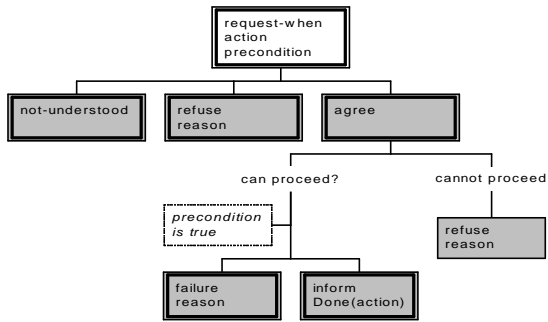 request-when
action
precondition
not-understood
refuse
reason
agree
can proceed?
cannot proceed
precondition
is true
refuse
reason
failure
reason
inform
Done(action)